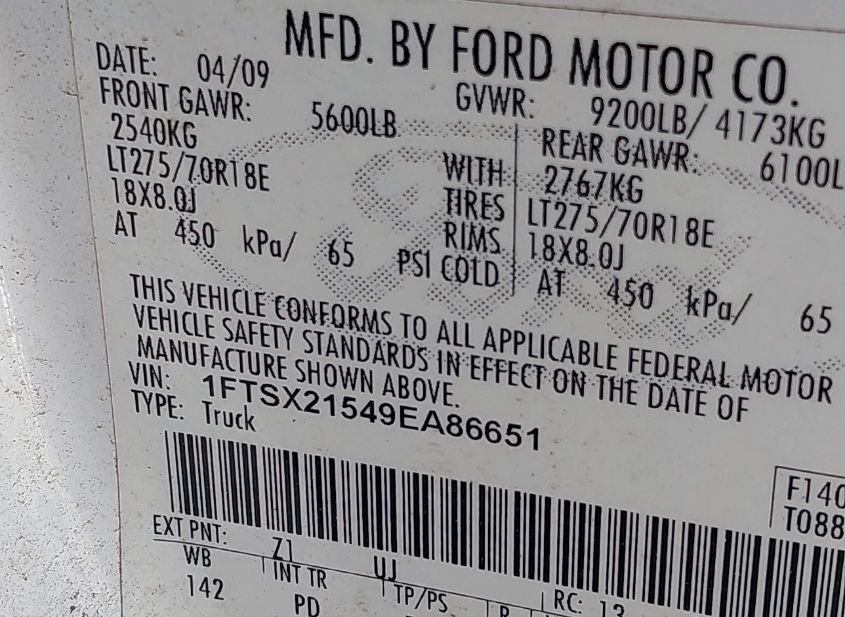 MFD. BY FORD MOTOR CO.
DATE: 04/09 GVWR: 9200LB/ 4173KG
FRONT GAWR: 5600LB REAR GAWR: 6100L
2540KG WITH 2767KG
LT275/70R18E TIRES LT275/70R18E
18X8.0J RIMS 18X8.0J
AT 450 kPa/ 65 PSI COLD AT 450 kPa/ 65
THIS VEHICLE CONFORMS TO ALL APPLICABLE FEDERAL MOTOR
VEHICLE SAFETY STANDARDS IN EFFECT ON THE DATE OF
MANUFACTURE SHOWN ABOVE.
VIN: 1FTSX21549EA86651
TYPE: Truck
F140
T088
EXT PNT: Z1 UJ RC: 13
WB INT TR TP/PS R
142 PD